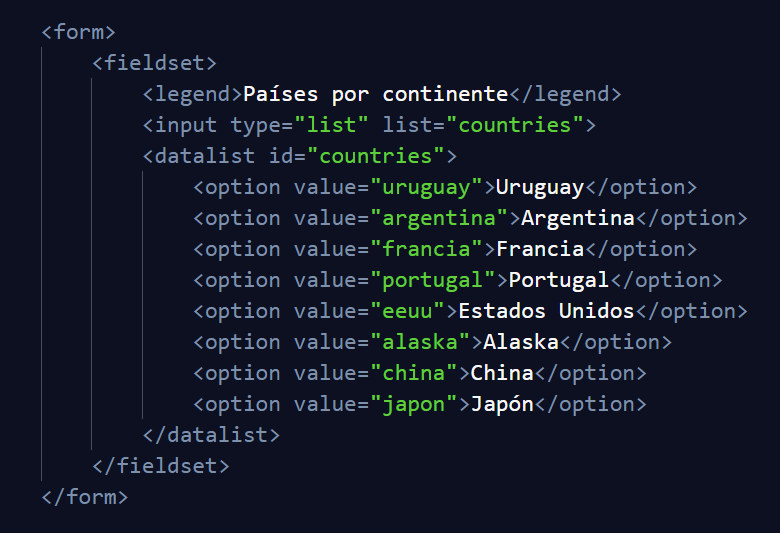 <form>
<fieldset>
<legend>Países por continente</legend>
<input type="list" list="countries">
<datalist id="countries">
<option value="uruguay">Uruguay</option>
<option value="argentina">Argentina</option>
<option value="francia">Francia</option>
<option value="portugal">Portugal</option>
<option value="eeuu">Estados Unidos</option>
<option value="alaska">Alaska</option>
<option value="china">China</option>
<option value="japon">Japón</option>
</datalist>
</fieldset>
</form>